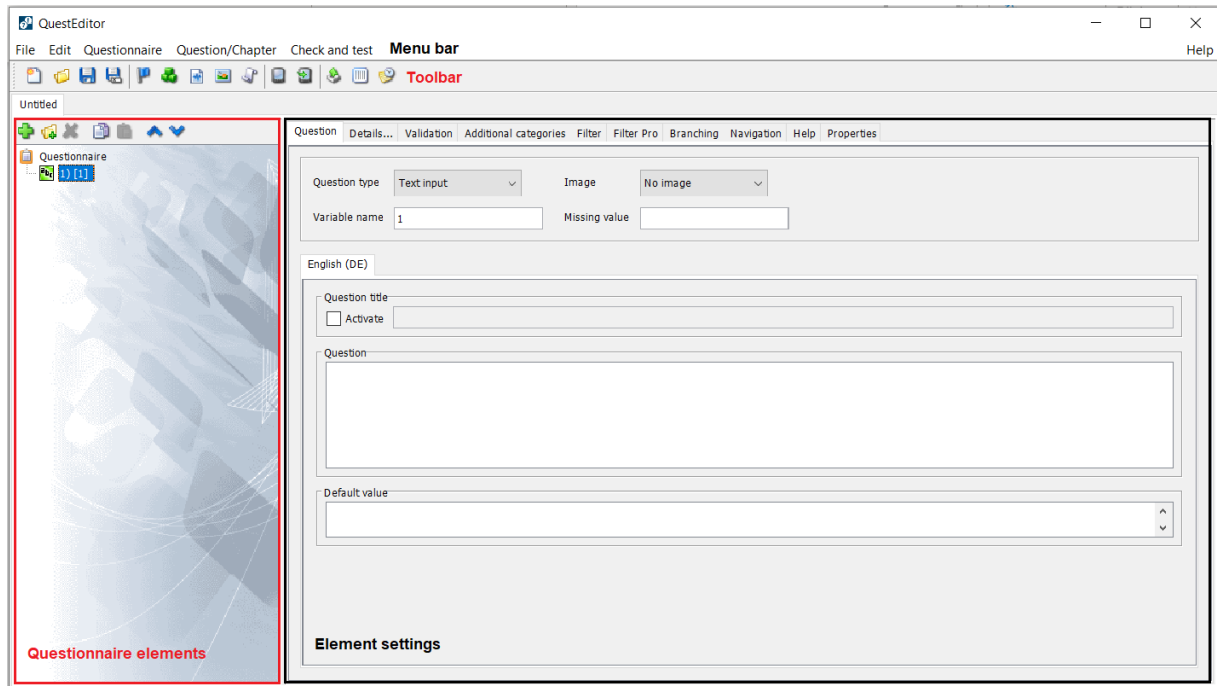 QuestEditor
File Edit Questionnaire Question/Chapter Check and test Menu bar Help
Toolbar
Untitled
Question Details... Validation Additional categories Filter Filter Pro Branching Navigation Help Properties
Questionnaire
1) [1]
Question type Text input Image No image
Variable name 1 Missing value
English (DE)
Question title
Activate
Question
Default value
Element settings
Questionnaire elements